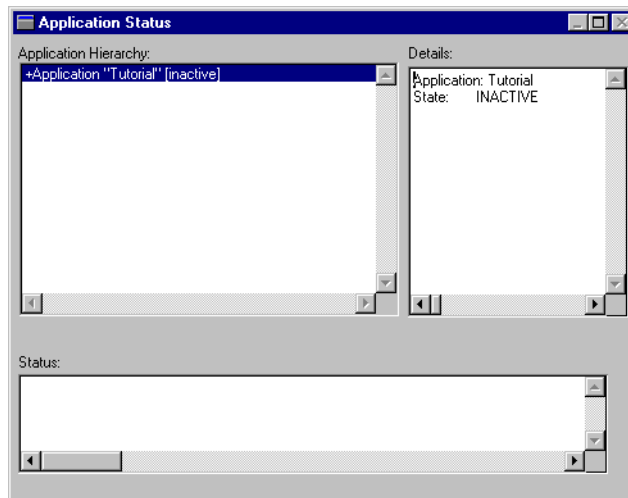 Application Status
Application Hierarchy:
+Application "Tutorial" [inactive]
Details:
Application: Tutorial
State: INACTIVE
Status: